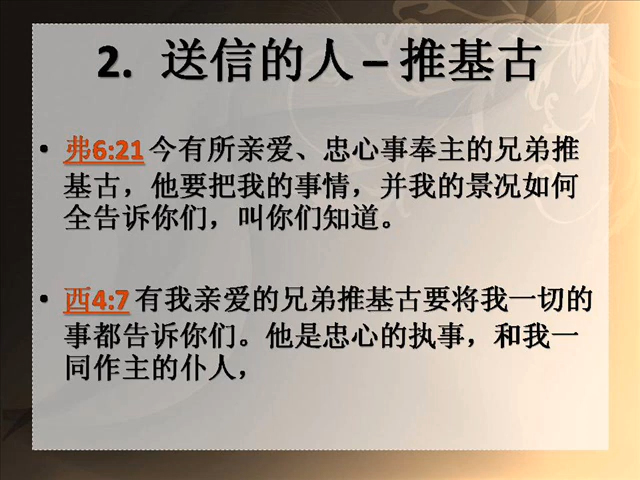 2. 送信的人 – 推基古
• 弗6:21 今有所亲爱、忠心事奉主的兄弟推
基古，他要把我的事情，并我的景况如何
全告诉你们，叫你们知道。
• 西4:7 有我亲爱的兄弟推基古要将我一切的
事都告诉你们。他是忠心的执事，和我一
同作主的仆人，